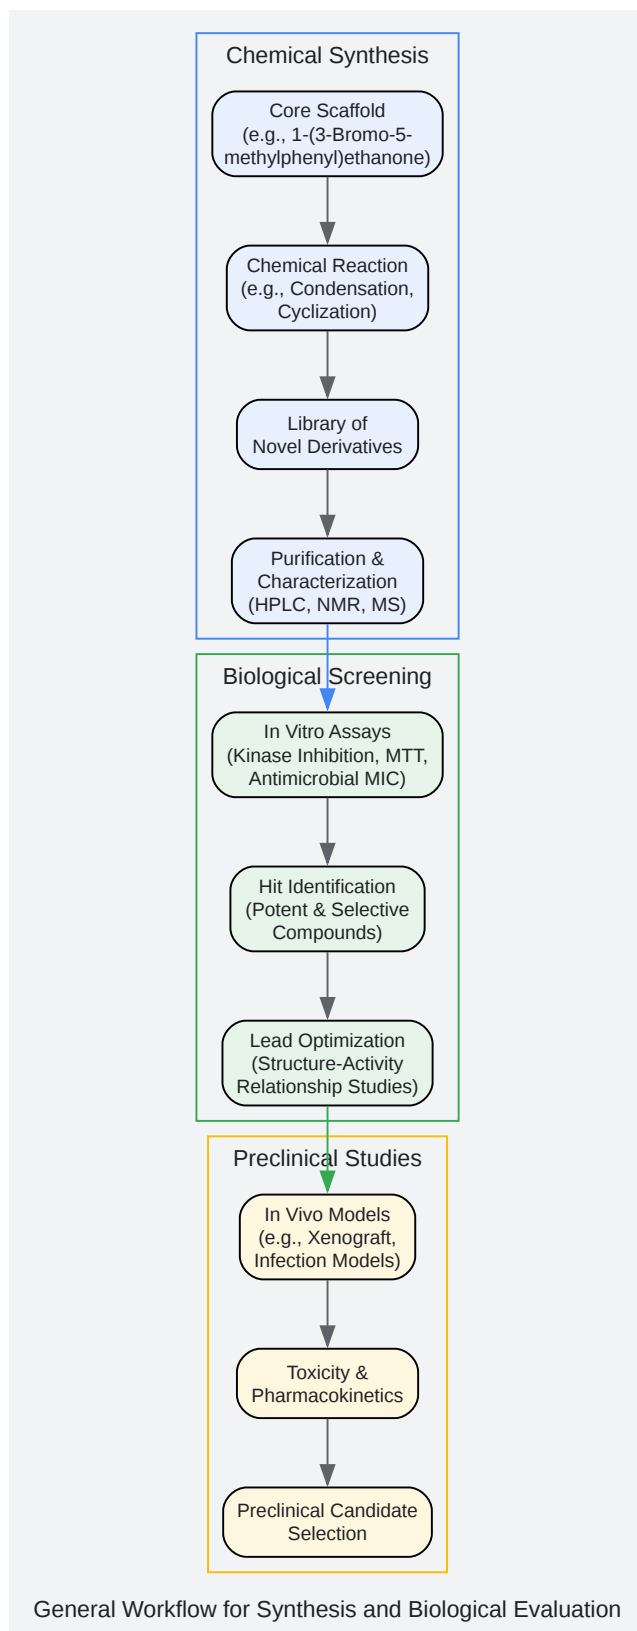 Chemical Synthesis
Core Scaffold
(e.g., 1-(3-Bromo-5-
methylphenyl)ethanone)
Chemical Reaction
(e.g., Condensation,
Cyclization)
Library of
Novel Derivatives
Purification &
Characterization
(HPLC, NMR, MS)
Biological Screening
In Vitro Assays
(Kinase Inhibition, MTT,
Antimicrobial MIC)
Hit Identification
(Potent & Selective
Compounds)
Lead Optimization
(Structure-Activity
Relationship Studies)
Preclinical Studies
In Vivo Models
(e.g., Xenograft,
Infection Models)
Toxicity &
Pharmacokinetics
Preclinical Candidate
Selection
General Workflow for Synthesis and Biological Evaluation